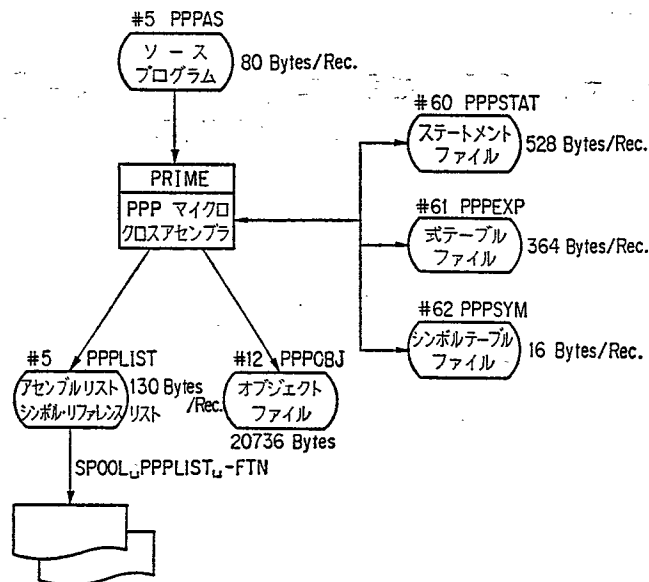 #5 PPPAS
ソース
プログラム
80 Bytes/Rec.
#60 PPPSTAT
ステートメント
ファイル
528 Bytes/Rec.
PRIME
PPP マイクロ
クロスアセンブラ
#61 PPPEXP
式テーブル
ファイル
364 Bytes/Rec.
#62 PPPSYM
シンボルテーブル
ファイル
16 Bytes/Rec.
#5 PPPLIST
アセンブルリスト
シンボル・リファレンスリスト
130 Bytes
/Rec.
#12 PPPOBJ
オブジェクト
ファイル
20736 Bytes
SPOOL␣PPPLIST␣-FTN